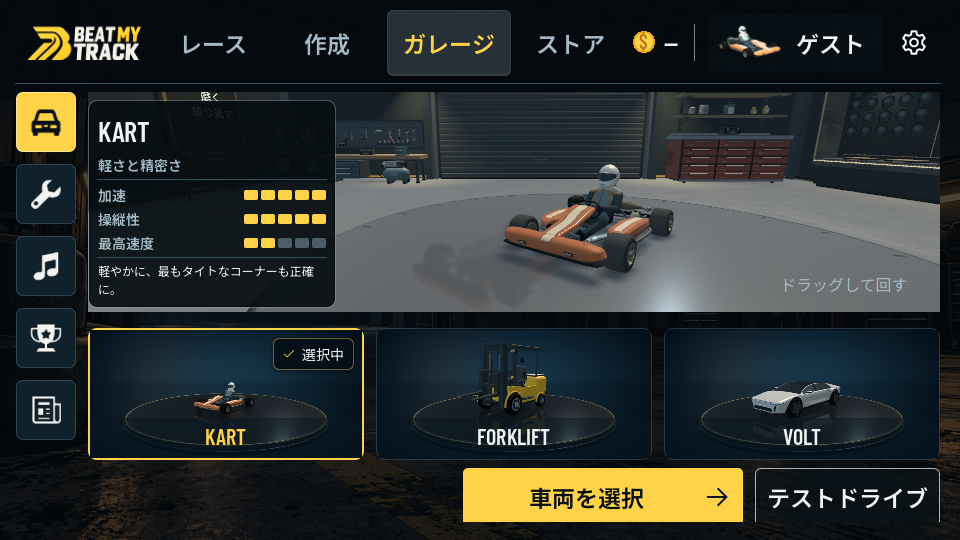 BEAT MY TRACK
レース
作成
ガレージ
ストア
–
ゲスト
KART
軽さと精密さ
加速
操縦性
最高速度
軽やかに、最もタイトなコーナーも正確
に。
ドラッグして回す
選択中
KART
FORKLIFT
VOLT
車両を選択
テストドライブ